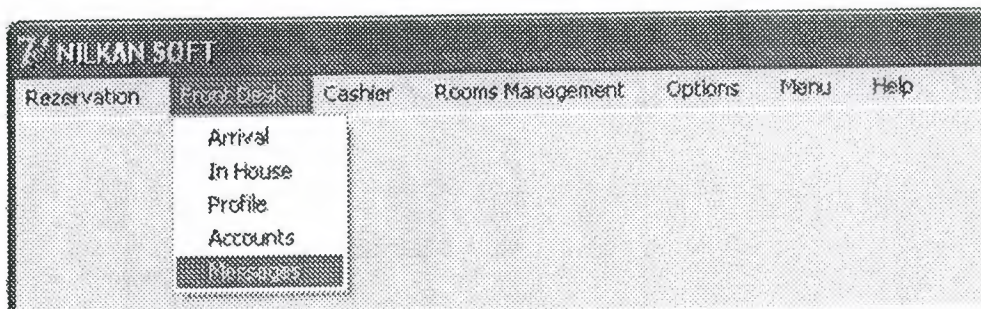 NILKAN SOFT
Rezervation Front Desk Cashier Rooms Management Options Menu Help
Arrival
In House
Profile
Accounts
Messages